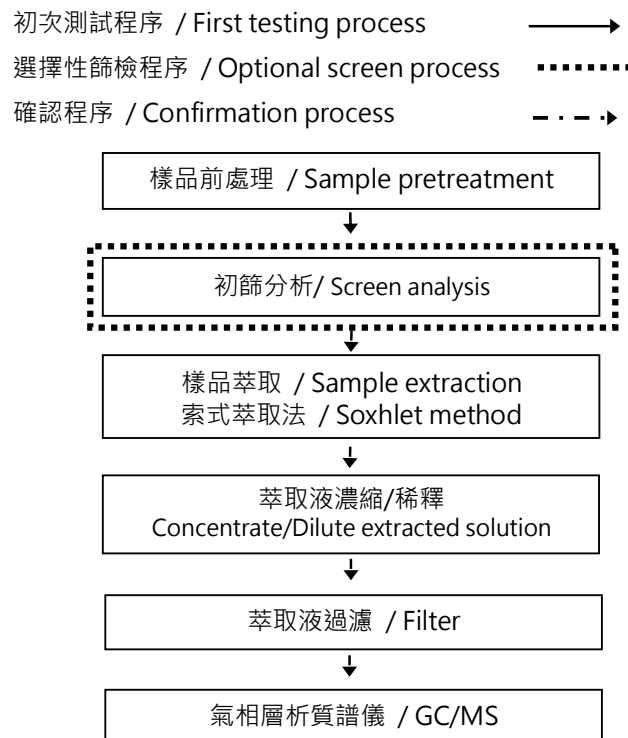 初次測試程序 / First testing process
選擇性篩檢程序 / Optional screen process
確認程序 / Confirmation process
樣品前處理 / Sample pretreatment
初篩分析/ Screen analysis
樣品萃取 / Sample extraction
索式萃取法 / Soxhlet method
萃取液濃縮/稀釋
Concentrate/Dilute extracted solution
萃取液過濾 / Filter
氣相層析質譜儀 / GC/MS